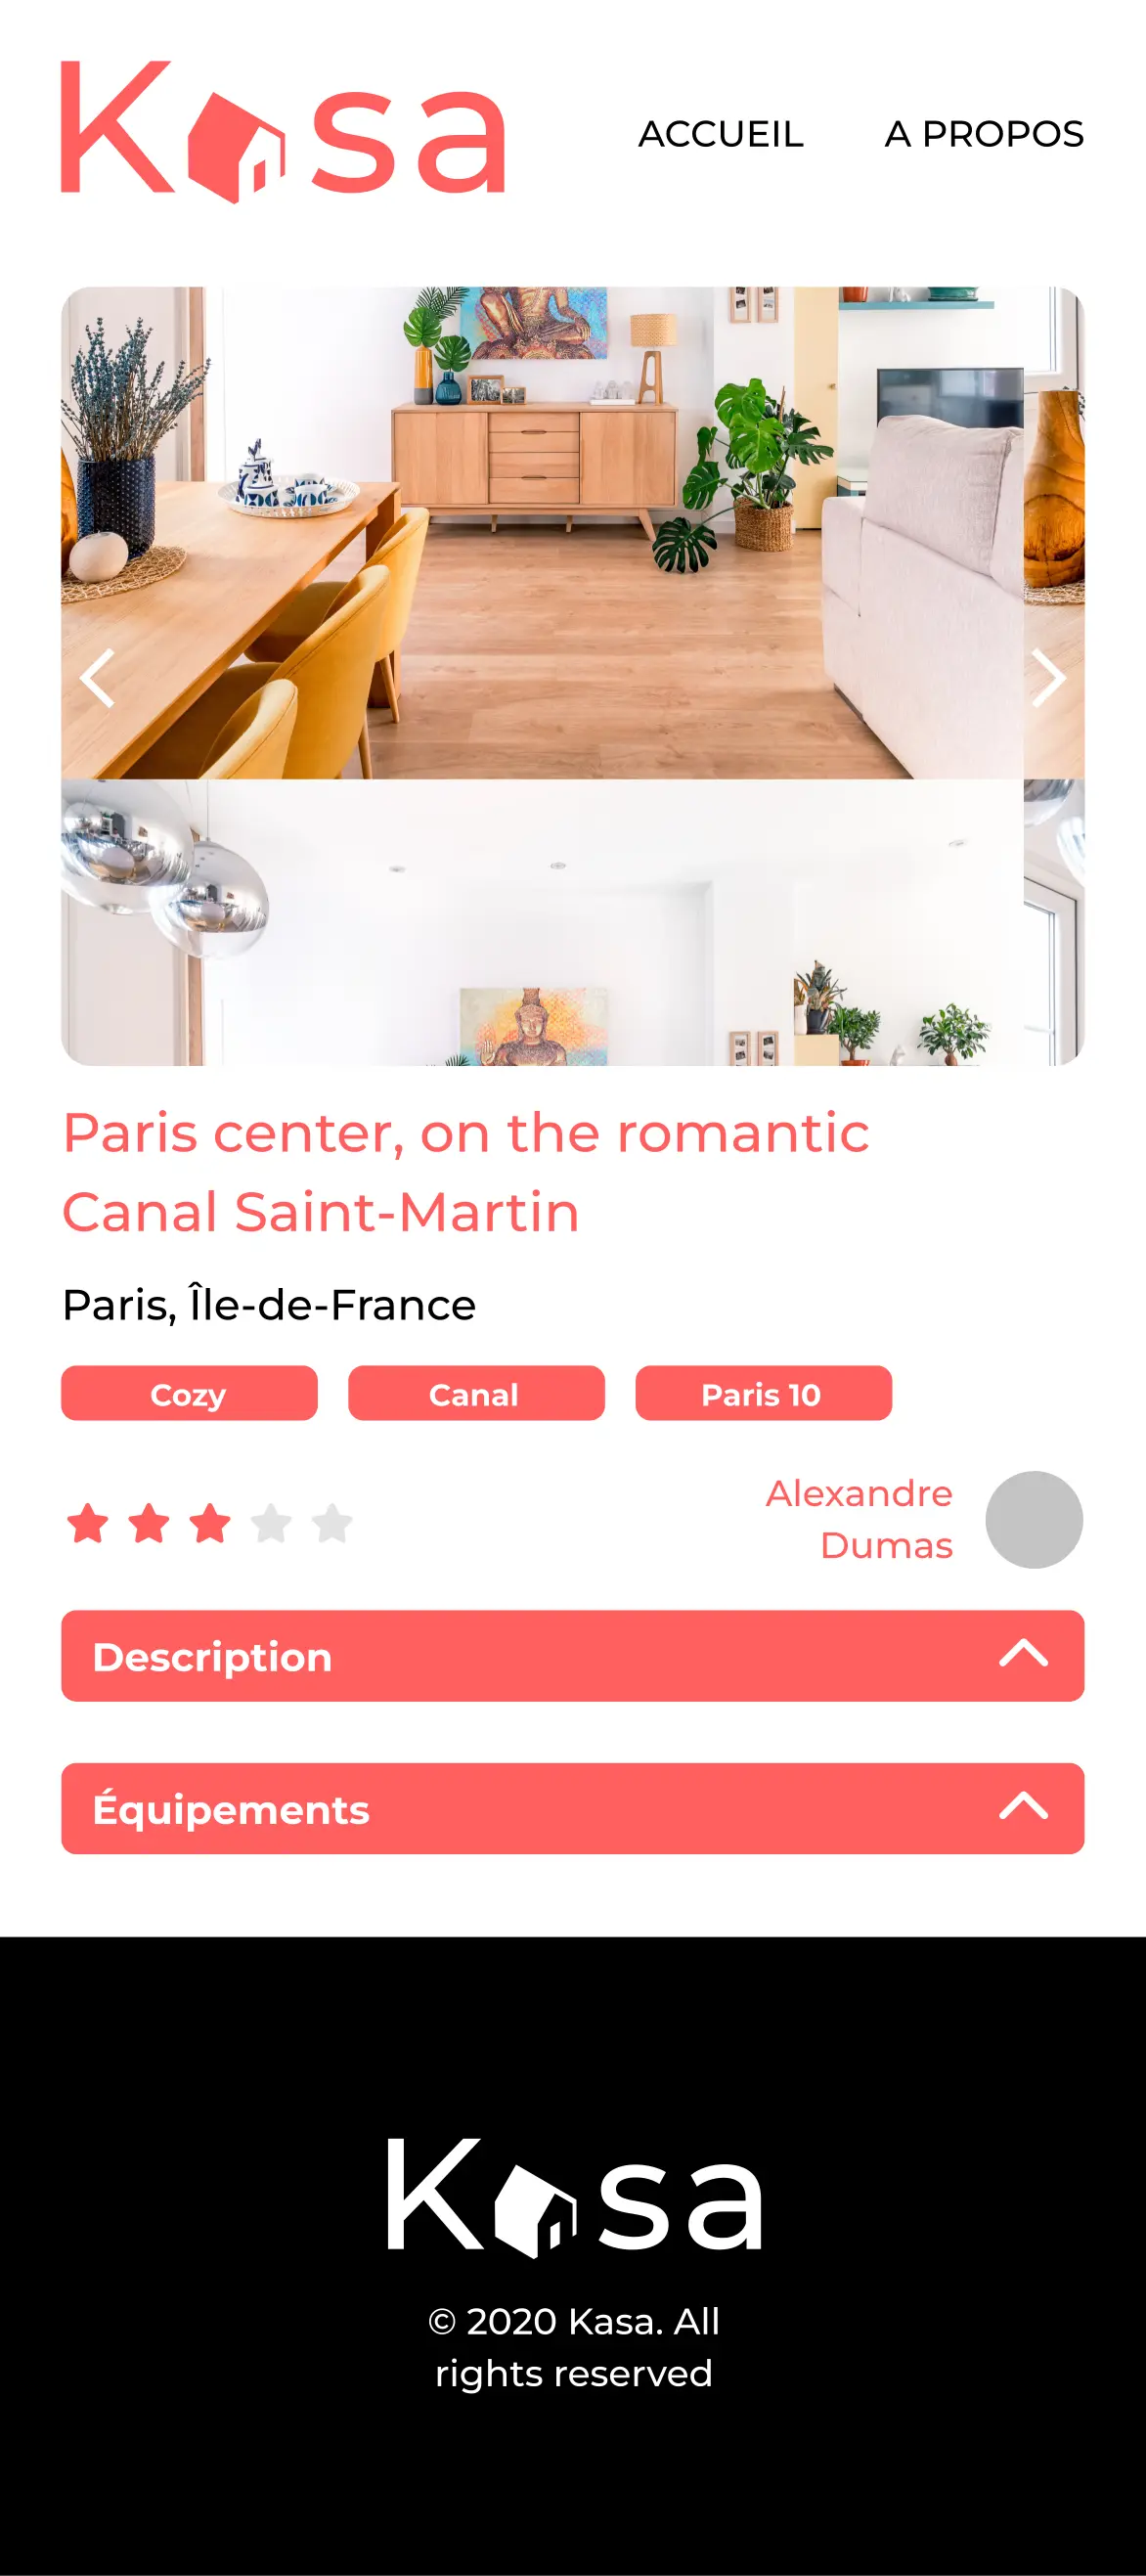 Kasa
ACCUEIL
A PROPOS
Paris center, on the romantic
Canal Saint-Martin
Paris, Île-de-France
Cozy
Canal
Paris 10
Alexandre
Dumas
Description
Équipements
Kasa
© 2020 Kasa. All
rights reserved